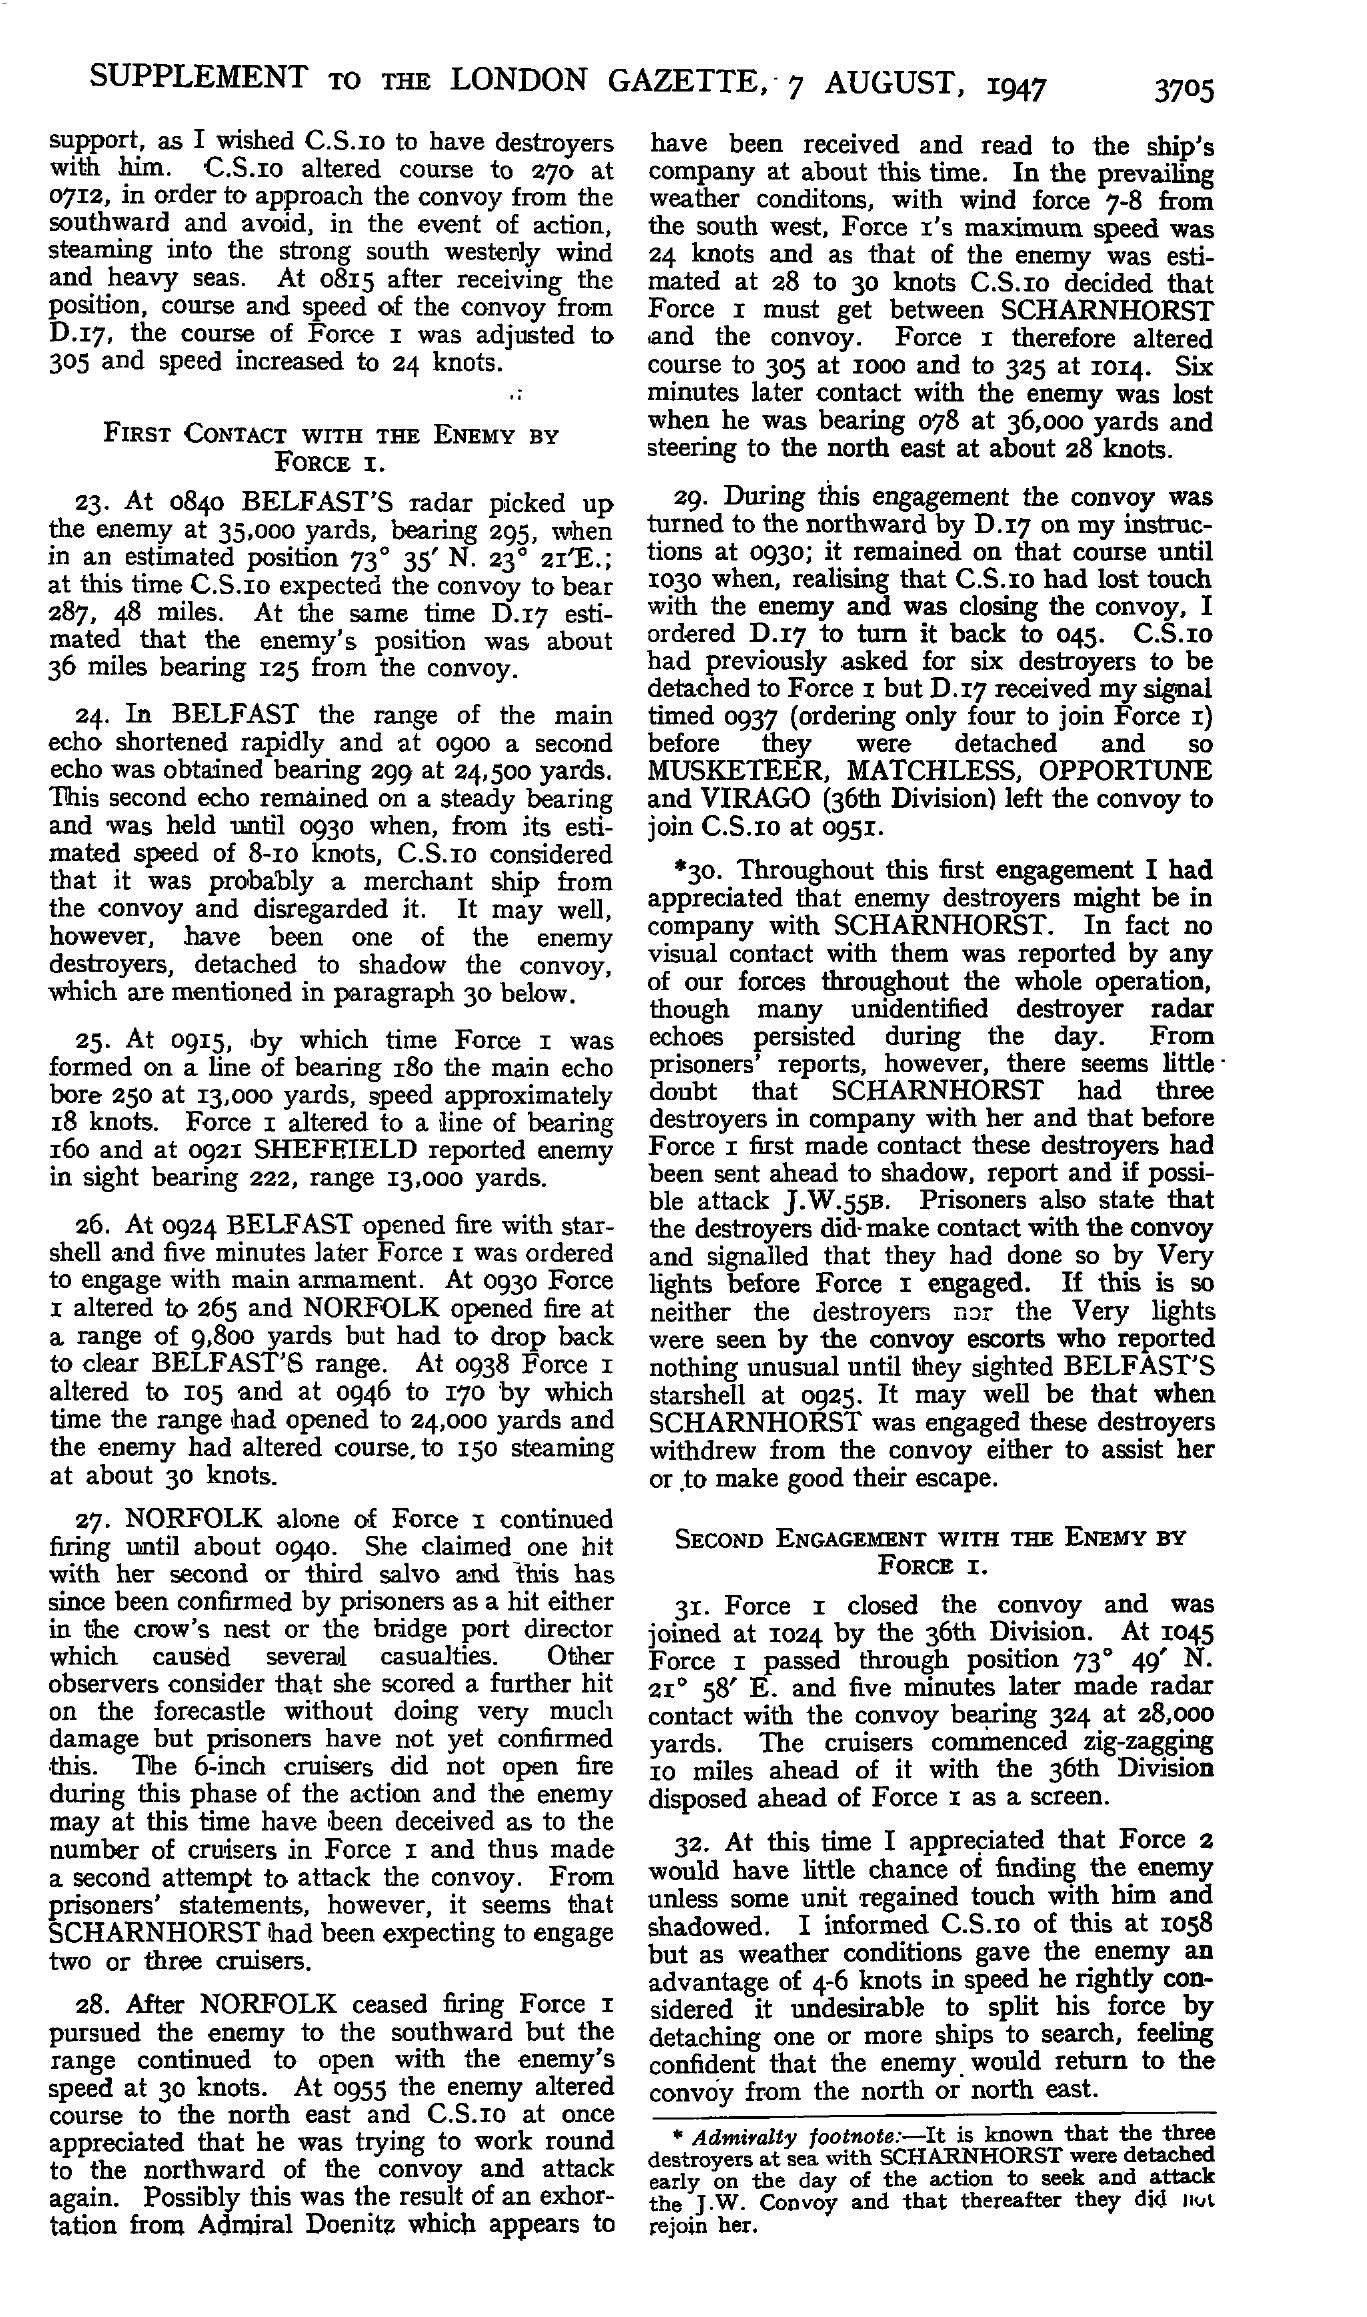 SUPPLEMENT TO THE LONDON GAZETTE, 7 AUGUST, 1947 3705
support, as I wished C.S.10 to have destroyers
with him. C.S.10 altered course to 270 at
0712, in order to approach the convoy from the
southward and avoid, in the event of action,
steaming into the strong south westerly wind
and heavy seas. At 0815 after receiving the
position, course and speed of the convoy from
D.17, the course of Force 1 was adjusted to
305 and speed increased to 24 knots.
FIRST CONTACT WITH THE ENEMY BY
FORCE 1.
23. At 0840 BELFAST'S radar picked up
the enemy at 35,000 yards, bearing 295, when
in an estimated position 73° 35′ N. 23° 21′E.;
at this time C.S.10 expected the convoy to bear
287, 48 miles. At the same time D.17 esti-
mated that the enemy's position was about
36 miles bearing 125 from the convoy.
24. In BELFAST the range of the main
echo shortened rapidly and at 0900 a second
echo was obtained bearing 299 at 24,500 yards.
This second echo remained on a steady bearing
and was held until 0930 when, from its esti-
mated speed of 8-10 knots, C.S.10 considered
that it was probably a merchant ship from
the convoy and disregarded it. It may well,
however, have been one of the enemy
destroyers, detached to shadow the convoy,
which are mentioned in paragraph 30 below.
25. At 0915, by which time Force 1 was
formed on a line of bearing 180 the main echo
bore 250 at 13,000 yards, speed approximately
18 knots. Force 1 altered to a line of bearing
160 and at 0921 SHEFFIELD reported enemy
in sight bearing 222, range 13,000 yards.
26. At 0924 BELFAST opened fire with star-
shell and five minutes later Force 1 was ordered
to engage with main armament. At 0930 Force
1 altered to 265 and NORFOLK opened fire at
a range of 9,800 yards but had to drop back
to clear BELFAST'S range. At 0938 Force 1
altered to 105 and at 0946 to 170 by which
time the range had opened to 24,000 yards and
the enemy had altered course to 150 steaming
at about 30 knots.
27. NORFOLK alone of Force 1 continued
firing until about 0940. She claimed one hit
with her second or third salvo and this has
since been confirmed by prisoners as a hit either
in the crow's nest or the bridge port director
which caused several casualties. Other
observers consider that she scored a further hit
on the forecastle without doing very much
damage but prisoners have not yet confirmed
this. The 6-inch cruisers did not open fire
during this phase of the action and the enemy
may at this time have been deceived as to the
number of cruisers in Force 1 and thus made
a second attempt to attack the convoy. From
prisoners' statements, however, it seems that
SCHARNHORST had been expecting to engage
two or three cruisers.
28. After NORFOLK ceased firing Force 1
pursued the enemy to the southward but the
range continued to open with the enemy's
speed at 30 knots. At 0955 the enemy altered
course to the north east and C.S.10 at once
appreciated that he was trying to work round
to the northward of the convoy and attack
again. Possibly this was the result of an exhor-
tation from Admiral Doenitz which appears to
have been received and read to the ship's
company at about this time. In the prevailing
weather conditons, with wind force 7-8 from
the south west, Force 1's maximum speed was
24 knots and as that of the enemy was esti-
mated at 28 to 30 knots C.S.10 decided that
Force 1 must get between SCHARNHORST
and the convoy. Force 1 therefore altered
course to 305 at 1000 and to 325 at 1014. Six
minutes later contact with the enemy was lost
when he was bearing 078 at 36,000 yards and
steering to the north east at about 28 knots.
29. During this engagement the convoy was
turned to the northward by D.17 on my instruc-
tions at 0930; it remained on that course until
1030 when, realising that C.S.10 had lost touch
with the enemy and was closing the convoy, I
ordered D.17 to turn it back to 045. C.S.10
had previously asked for six destroyers to be
detached to Force 1 but D.17 received my signal
timed 0937 (ordering only four to join Force 1)
before they were detached and so
MUSKETEER, MATCHLESS, OPPORTUNE
and VIRAGO (36th Division) left the convoy to
join C.S.10 at 0951.
*30. Throughout this first engagement I had
appreciated that enemy destroyers might be in
company with SCHARNHORST. In fact no
visual contact with them was reported by any
of our forces throughout the whole operation,
though many unidentified destroyer radar
echoes persisted during the day. From
prisoners' reports, however, there seems little
doubt that SCHARNHORST had three
destroyers in company with her and that before
Force 1 first made contact these destroyers had
been sent ahead to shadow, report and if possi-
ble attack J.W.55B. Prisoners also state that
the destroyers did make contact with the convoy
and signalled that they had done so by Very
lights before Force 1 engaged. If this is so
neither the destroyers nor the Very lights
were seen by the convoy escorts who reported
nothing unusual until they sighted BELFAST'S
starshell at 0925. It may well be that when
SCHARNHORST was engaged these destroyers
withdrew from the convoy either to assist her
or to make good their escape.
SECOND ENGAGEMENT WITH THE ENEMY BY
FORCE 1.
31. Force 1 closed the convoy and was
joined at 1024 by the 36th Division. At 1045
Force 1 passed through position 73° 49′ N.
21° 58′ E. and five minutes later made radar
contact with the convoy bearing 324 at 28,000
yards. The cruisers commenced zig-zagging
10 miles ahead of it with the 36th Division
disposed ahead of Force 1 as a screen.
32. At this time I appreciated that Force 2
would have little chance of finding the enemy
unless some unit regained touch with him and
shadowed. I informed C.S.10 of this at 1058
but as weather conditions gave the enemy an
advantage of 4-6 knots in speed he rightly con-
sidered it undesirable to split his force by
detaching one or more ships to search, feeling
confident that the enemy would return to the
convoy from the north or north east.
* Admiralty footnote:—It is known that the three
destroyers at sea with SCHARNHORST were detached
early on the day of the action to seek and attack
the J.W. Convoy and that thereafter they did not
rejoin her.